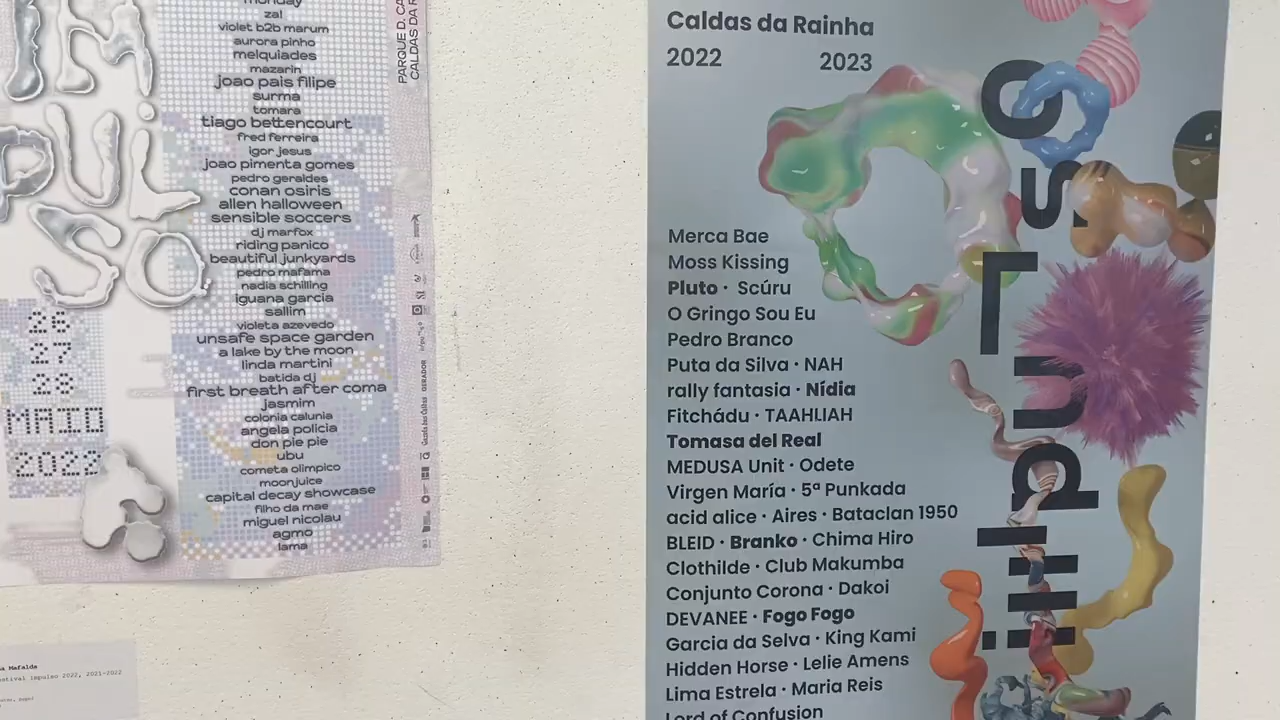 IM
PUL
SO
26
27
28
MAIO
2022
monday
zal
violet b2b marum
aurora pinho
melquiades
mazarin
joao pais filipe
surma
tomara
tiago bettencourt
fred ferreira
igor jesus
joao pimenta gomes
pedro geraldes
conan osiris
allen halloween
sensible soccers
dj marfox
riding panico
beautiful junkyards
pedro mafama
nadia schilling
iguana garcia
sallim
violeta azevedo
unsafe space garden
a lake by the moon
linda martini
batida dj
first breath after coma
jasmim
colonia calunia
angela policia
don pie pie
ubu
cometa olimpico
moonjuice
capital decay showcase
filho da mae
miguel nicolau
agmo
lama
PARQUE D. CA
CALDAS DA R
GERADOR
a Mafalda
estival impulso 2022, 2021-2022
Caldas da Rainha
2022 2023
Merca Bae
Moss Kissing
Pluto · Scúru
O Gringo Sou Eu
Pedro Branco
Puta da Silva · NAH
rally fantasia · Nídia
Fitchádu · TAAHLIAH
Tomasa del Real
MEDUSA Unit · Odete
Virgen María · 5ª Punkada
acid alice · Aires · Bataclan 1950
BLEID · Branko · Chima Hiro
Clothilde · Club Makumba
Conjunto Corona · Dakoi
DEVANEE · Fogo Fogo
Garcia da Selva · King Kami
Hidden Horse · Lelie Amens
Lima Estrela · Maria Reis
Lord of Confusion